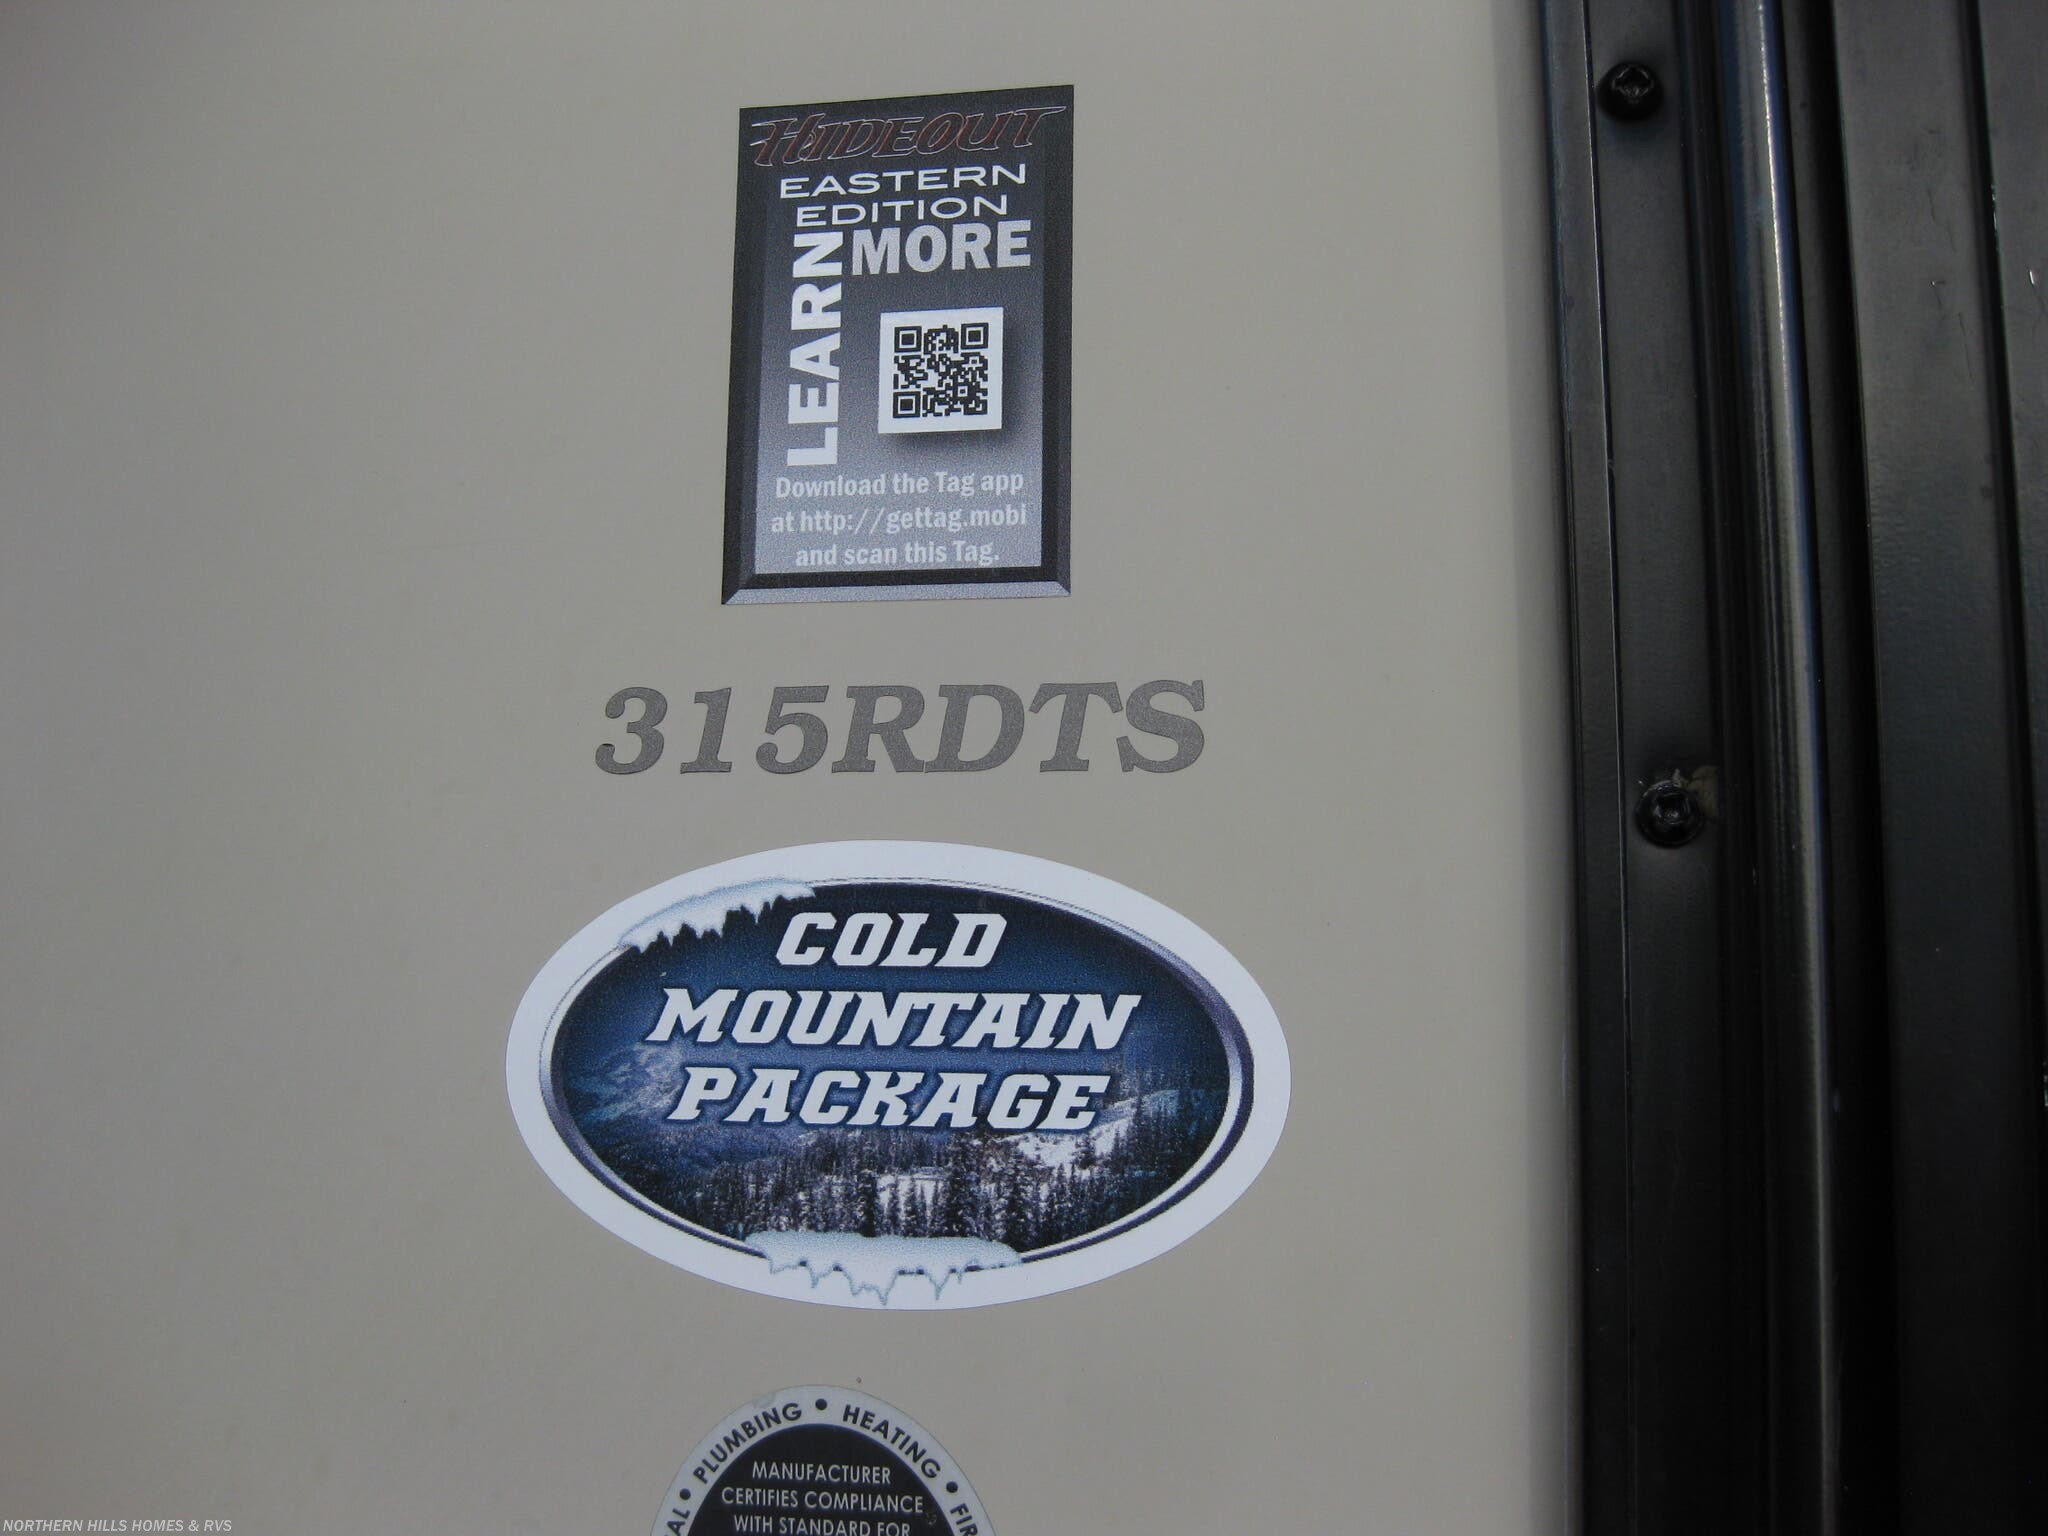 HIDEOUT
EASTERN
EDITION
LEARN
MORE
Download the Tag app
at http://gettag.mobi
and scan this Tag.
315RDTS
COLD
MOUNTAIN
PACKAGE
PLUMBING • HEATING •
MANUFACTURER
CERTIFIES COMPLIANCE
WITH STANDARD FOR
NORTHERN HILLS HOMES & RVS